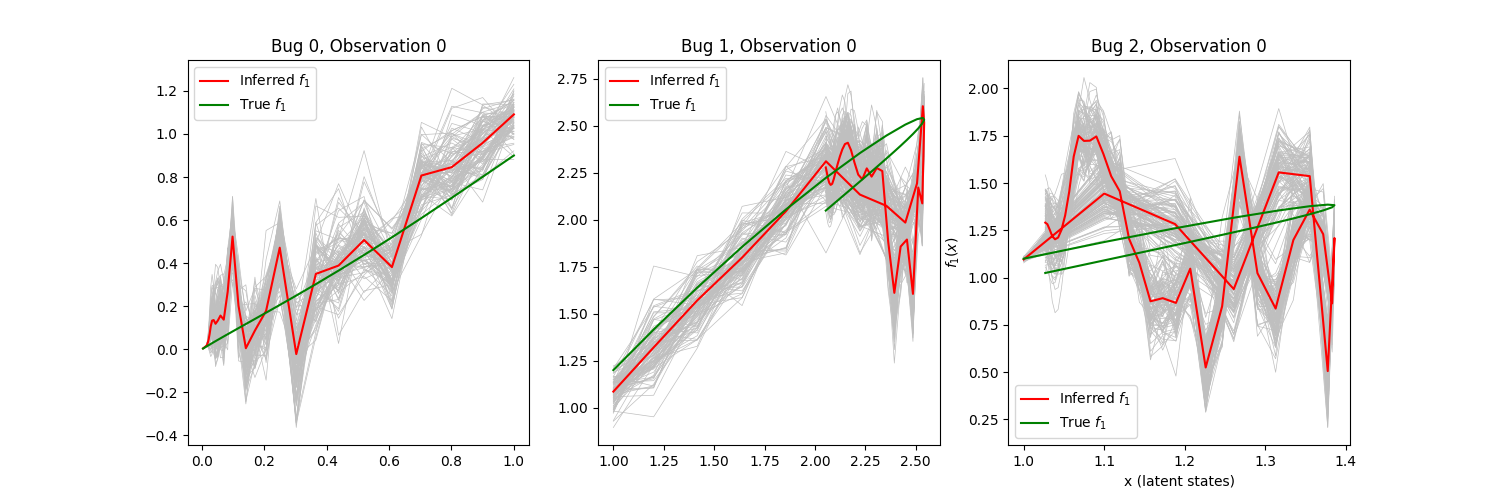 Bug 0, Observation 0
Inferred f₁
True f₁
1.2
1.0
0.8
0.6
0.4
0.2
0.0
−0.2
−0.4
0.0 0.2 0.4 0.6 0.8 1.0
Bug 1, Observation 0
Inferred f₁
True f₁
2.75
2.50
2.25
2.00
1.75
1.50
1.25
1.00
1.00 1.25 1.50 1.75 2.00 2.25 2.50
Bug 2, Observation 0
f₁(x)
2.00
1.75
1.50
1.25
1.00
0.75
0.50
0.25
Inferred f₁
True f₁
1.0 1.1 1.2 1.3 1.4
x (latent states)